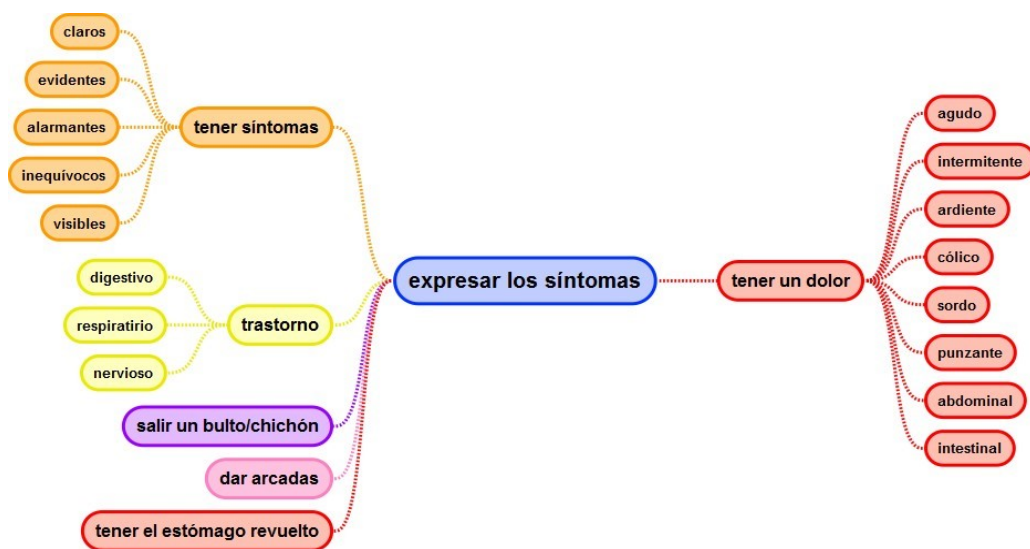 claros
evidentes
alarmantes
inequívocos
visibles
tener síntomas
digestivo
respiratirio
nervioso
trastorno
salir un bulto/chichón
dar arcadas
tener el estómago revuelto
expresar los síntomas
tener un dolor
agudo
intermitente
ardiente
cólico
sordo
punzante
abdominal
intestinal